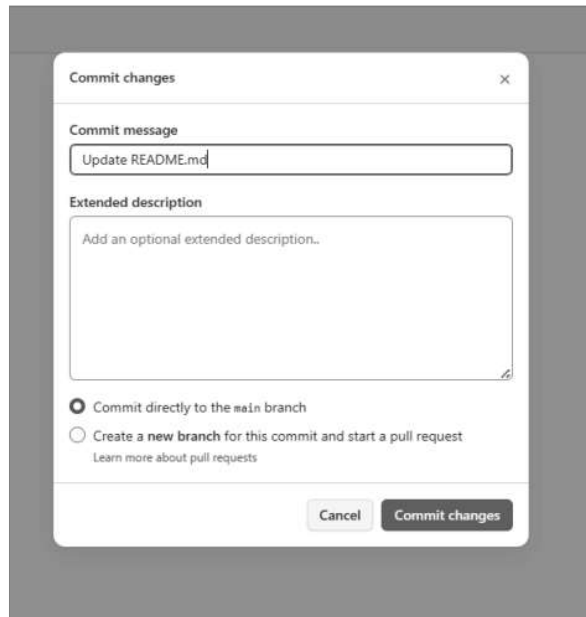 Commit changes
×
Commit message
Update README.md
Extended description
Add an optional extended description..
Commit directly to the main branch
Create a new branch for this commit and start a pull request
Learn more about pull requests
Cancel
Commit changes